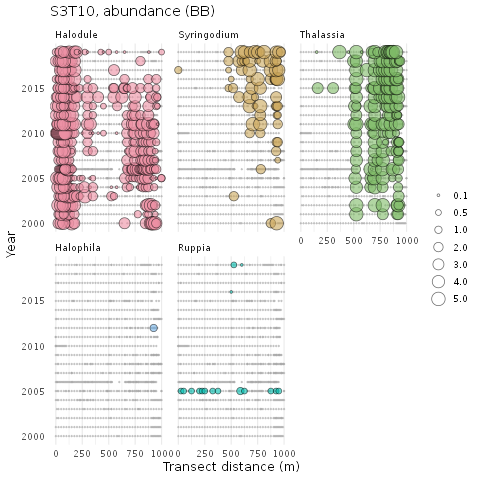 S3T10, abundance (BB)
Halodule Syringodium Thalassia
2015
2010
2005
2000
0 250 500 750 1000
0.1
0.5
1.0
2.0
3.0
4.0
5.0
Year
Halophila Ruppia
2015
2010
2005
2000
0 250 500 750 1000 0 250 500 750 1000
Transect distance (m)